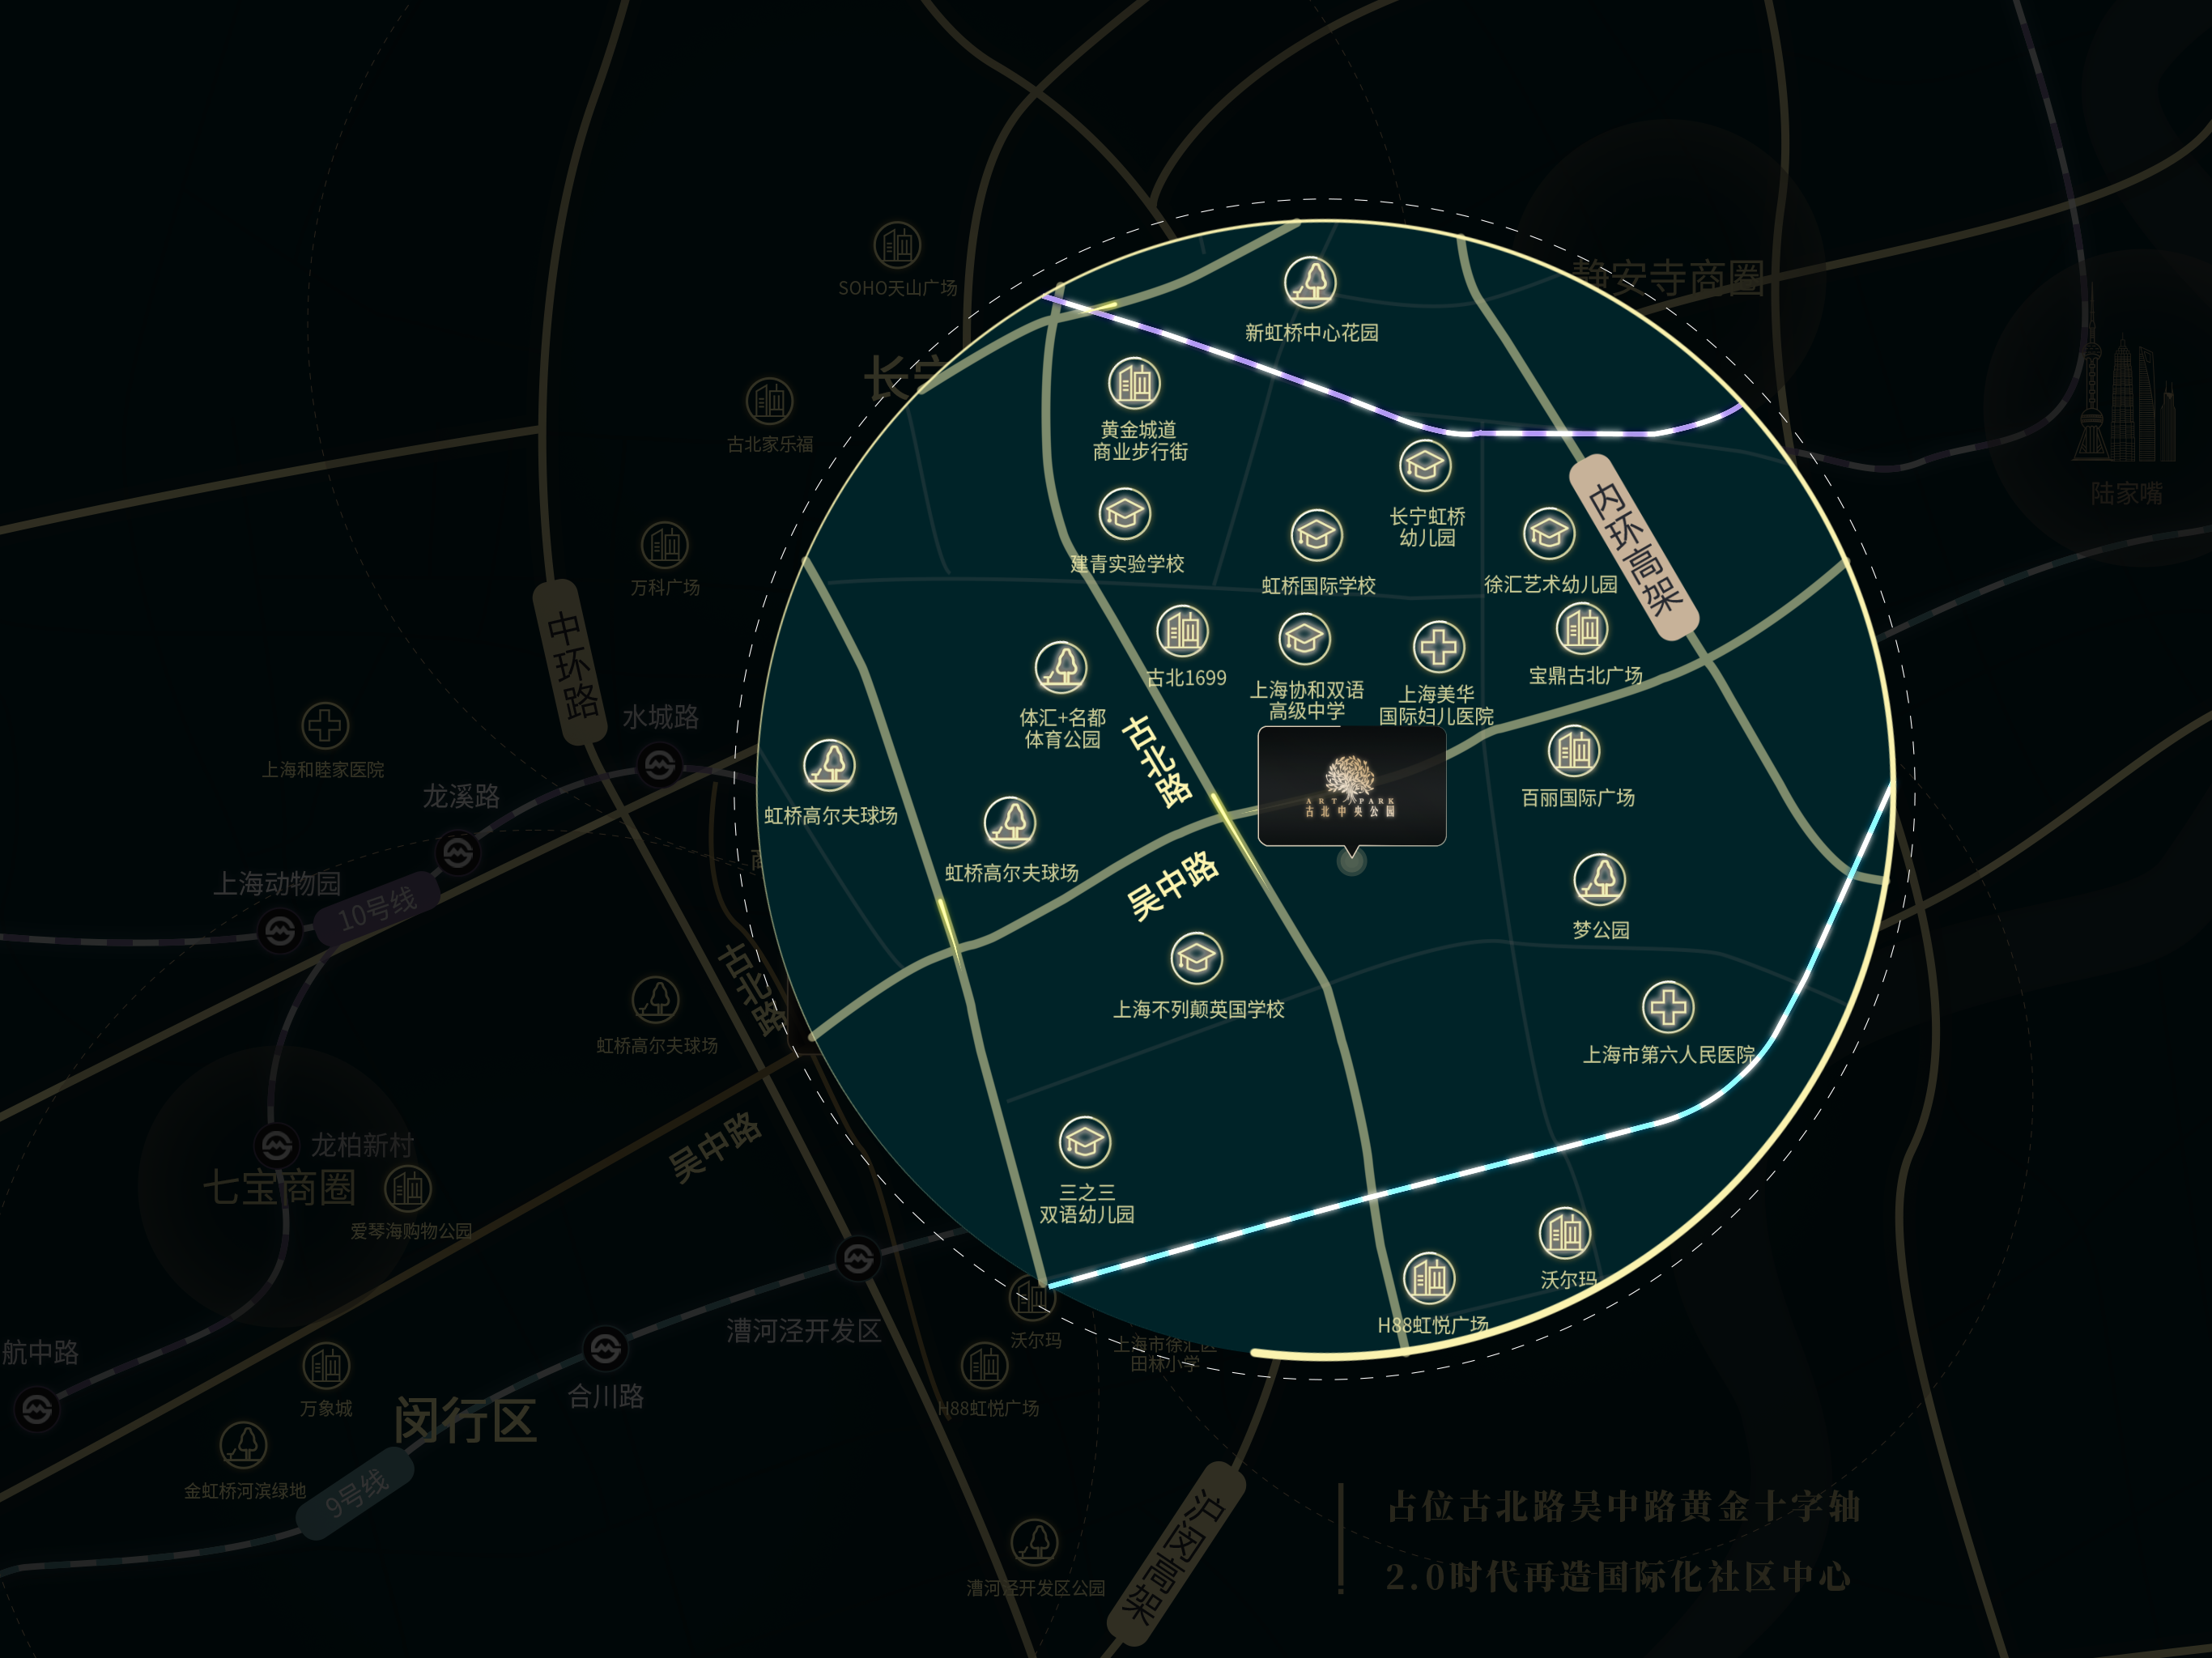 SOHO天山广场
静安寺商圈
新虹桥中心花园
长宁
古北家乐福
黄金城道
商业步行街
陆家嘴
长宁虹桥
幼儿园
内环高架
建青实验学校
虹桥国际学校
徐汇艺术幼儿园
万科广场
中环路
古北1699
上海协和双语
高级中学
上海美华
国际妇儿医院
宝鼎古北广场
体汇+名都
体育公园
古北路
水城路
上海和睦家医院
龙溪路
虹桥高尔夫球场
ART PARK
古北中央公园
百丽国际广场
上海动物园
10号线
虹桥高尔夫球场
吴中路
梦公园
古北路
上海不列颠英国学校
虹桥高尔夫球场
上海市第六人民医院
龙柏新村
七宝商圈
吴中路
爱琴海购物公园
三之三
双语幼儿园
沃尔玛
H88虹悦广场
漕河泾开发区
沃尔玛
上海市徐汇区
田林小学
航中路
合川路
万象城
闵行区
H88虹悦广场
金虹桥河滨绿地
9号线
漕河泾开发区公园
沪闵高架
占位古北路吴中路黄金十字轴
2.0时代再造国际化社区中心